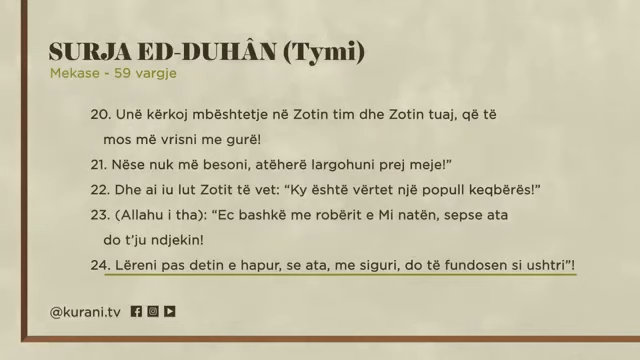 SURJA ED-DUHÂN (Tymi)
Mekase - 59 vargje
20. Unë kërkoj mbështetje në Zotin tim dhe Zotin tuaj, që të
mos më vrisni me gurë!
21. Nëse nuk më besoni, atëherë largohuni prej meje!”
22. Dhe ai iu lut Zotit të vet: “Ky është vërtet një popull keqbërës!”
23. (Allahu i tha): “Ec bashkë me robërit e Mi natën, sepse ata
do t’ju ndjekin!
24. Lëreni pas detin e hapur, se ata, me siguri, do të fundosen si ushtri”!
@kurani.tv